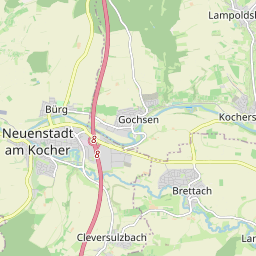 Lampolds
Bürg
Gochsen
Kochers
Neuenstadt
am Kocher
8
8
Brettach
Cleversulzbach
Lan